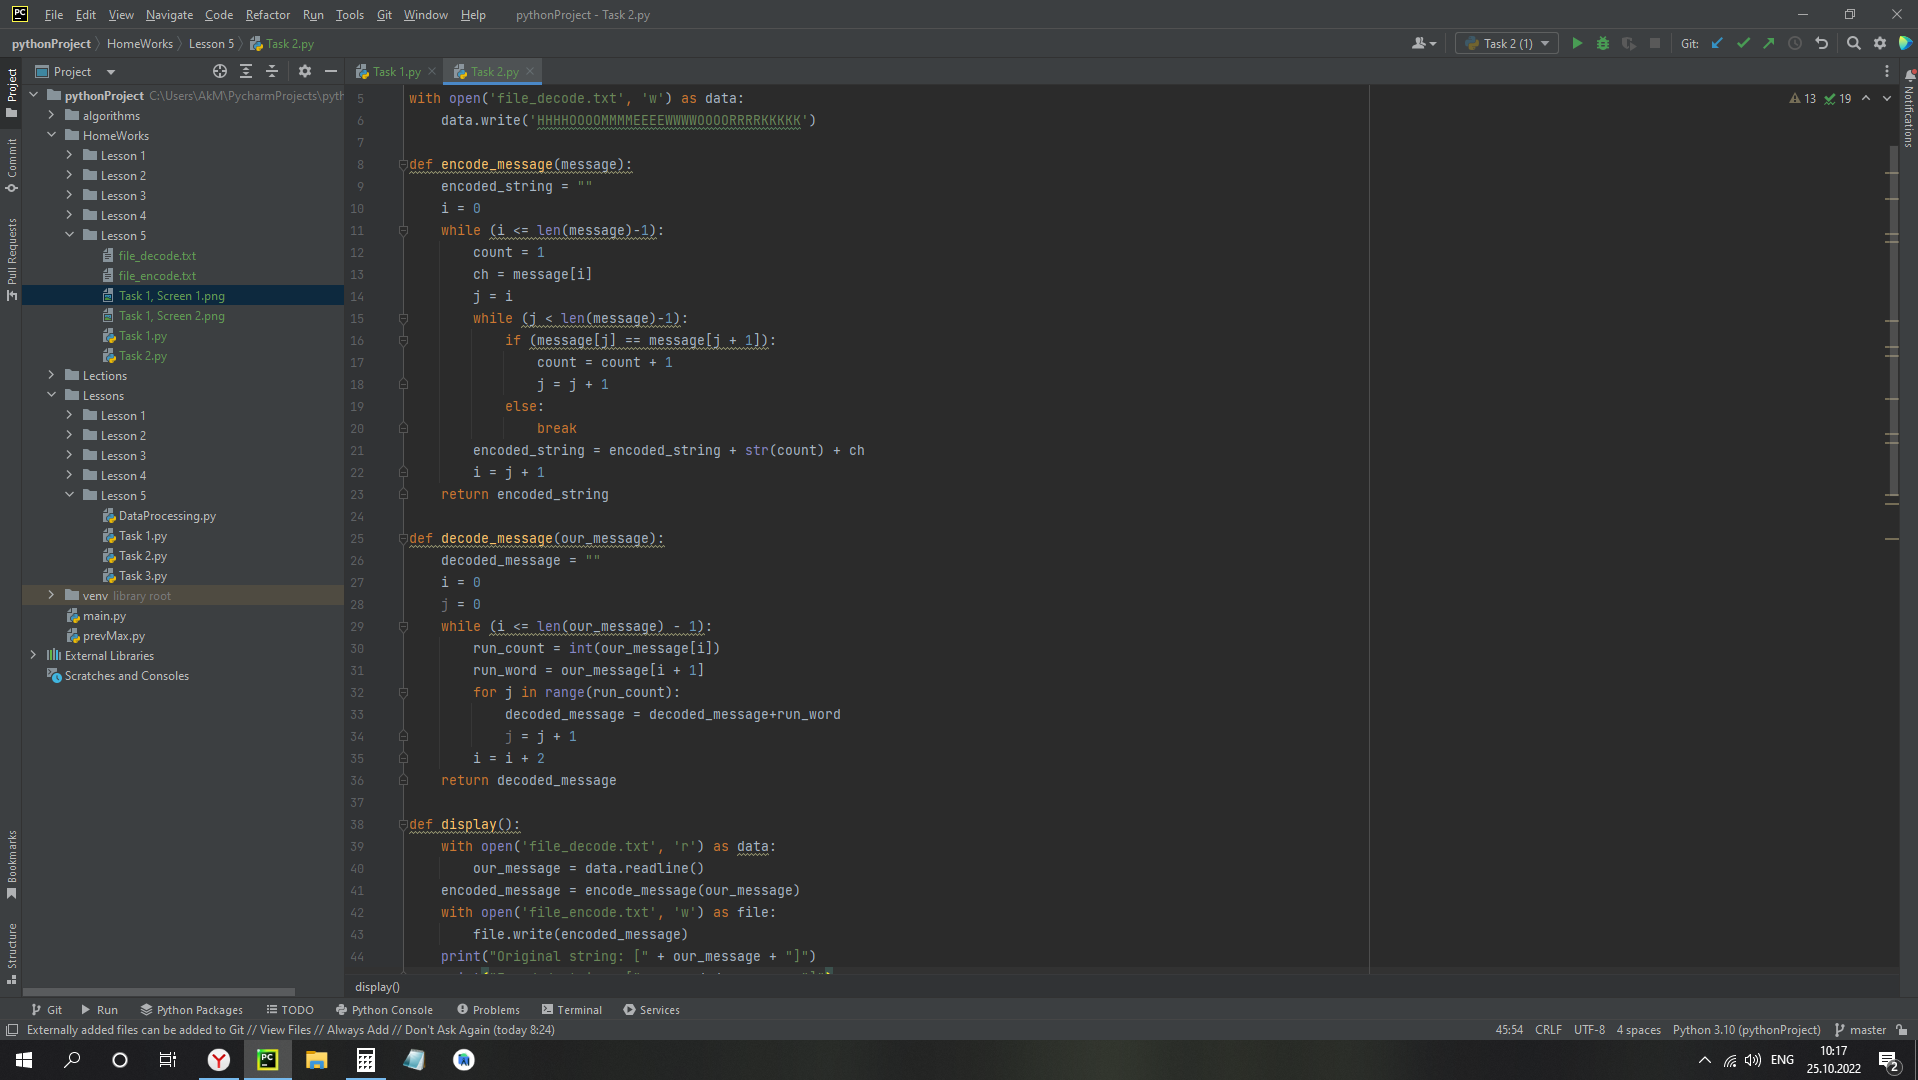 PC File Edit View Navigate Code Refactor Run Tools Git Window Help pythonProject - Task 2.py
pythonProject HomeWorks Lesson 5 Task 2.py Task 2 (1) Git:
Project
Task 1.py Task 2.py
pythonProject C:\Users\AkM\PycharmProjects\pyth
algorithms
HomeWorks
Lesson 1
Lesson 2
Lesson 3
Lesson 4
Lesson 5
file_decode.txt
file_encode.txt
Task 1, Screen 1.png
Task 1, Screen 2.png
Task 1.py
Task 2.py
Lections
Lessons
Lesson 1
Lesson 2
Lesson 3
Lesson 4
Lesson 5
DataProcessing.py
Task 1.py
Task 2.py
Task 3.py
venv library root
main.py
prevMax.py
External Libraries
Scratches and Consoles
Project
Commit
Pull Requests
Bookmarks
Structure
Notifications
13 19
5 with open('file_decode.txt', 'w') as data:
6 data.write('HHHHOOOOMMMMEEEEWWWWOOOORRRRKKKKK')
7
8 def encode_message(message):
9 encoded_string = ""
10 i = 0
11 while (i <= len(message)-1):
12 count = 1
13 ch = message[i]
14 j = i
15 while (j < len(message)-1):
16 if (message[j] == message[j + 1]):
17 count = count + 1
18 j = j + 1
19 else:
20 break
21 encoded_string = encoded_string + str(count) + ch
22 i = j + 1
23 return encoded_string
24
25 def decode_message(our_message):
26 decoded_message = ""
27 i = 0
28 j = 0
29 while (i <= len(our_message) - 1):
30 run_count = int(our_message[i])
31 run_word = our_message[i + 1]
32 for j in range(run_count):
33 decoded_message = decoded_message+run_word
34 j = j + 1
35 i = i + 2
36 return decoded_message
37
38 def display():
39 with open('file_decode.txt', 'r') as data:
40 our_message = data.readline()
41 encoded_message = encode_message(our_message)
42 with open('file_encode.txt', 'w') as file:
43 file.write(encoded_message)
44 print("Original string: [" + our_message + "]")
display()
Git Run Python Packages TODO Python Console Problems Terminal Services
Externally added files can be added to Git // View Files // Always Add // Don't Ask Again (today 8:24) 45:54 CRLF UTF-8 4 spaces Python 3.10 (pythonProject) master
ENG
10:17
25.10.2022
2